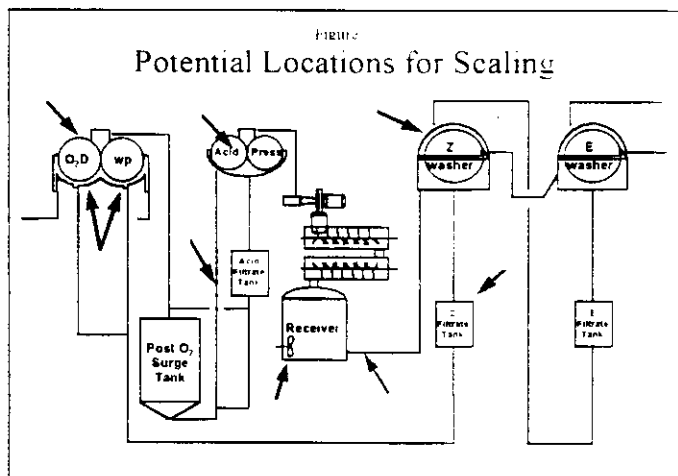 Figure
Potential Locations for Scaling
O₂D
wp
Acid
Press
Z
washer
E
washer
Acid
Filtrate
Tank
Z
Filtrate
Tank
E
Filtrate
Tank
Receiver
Post O₂
Surge
Tank